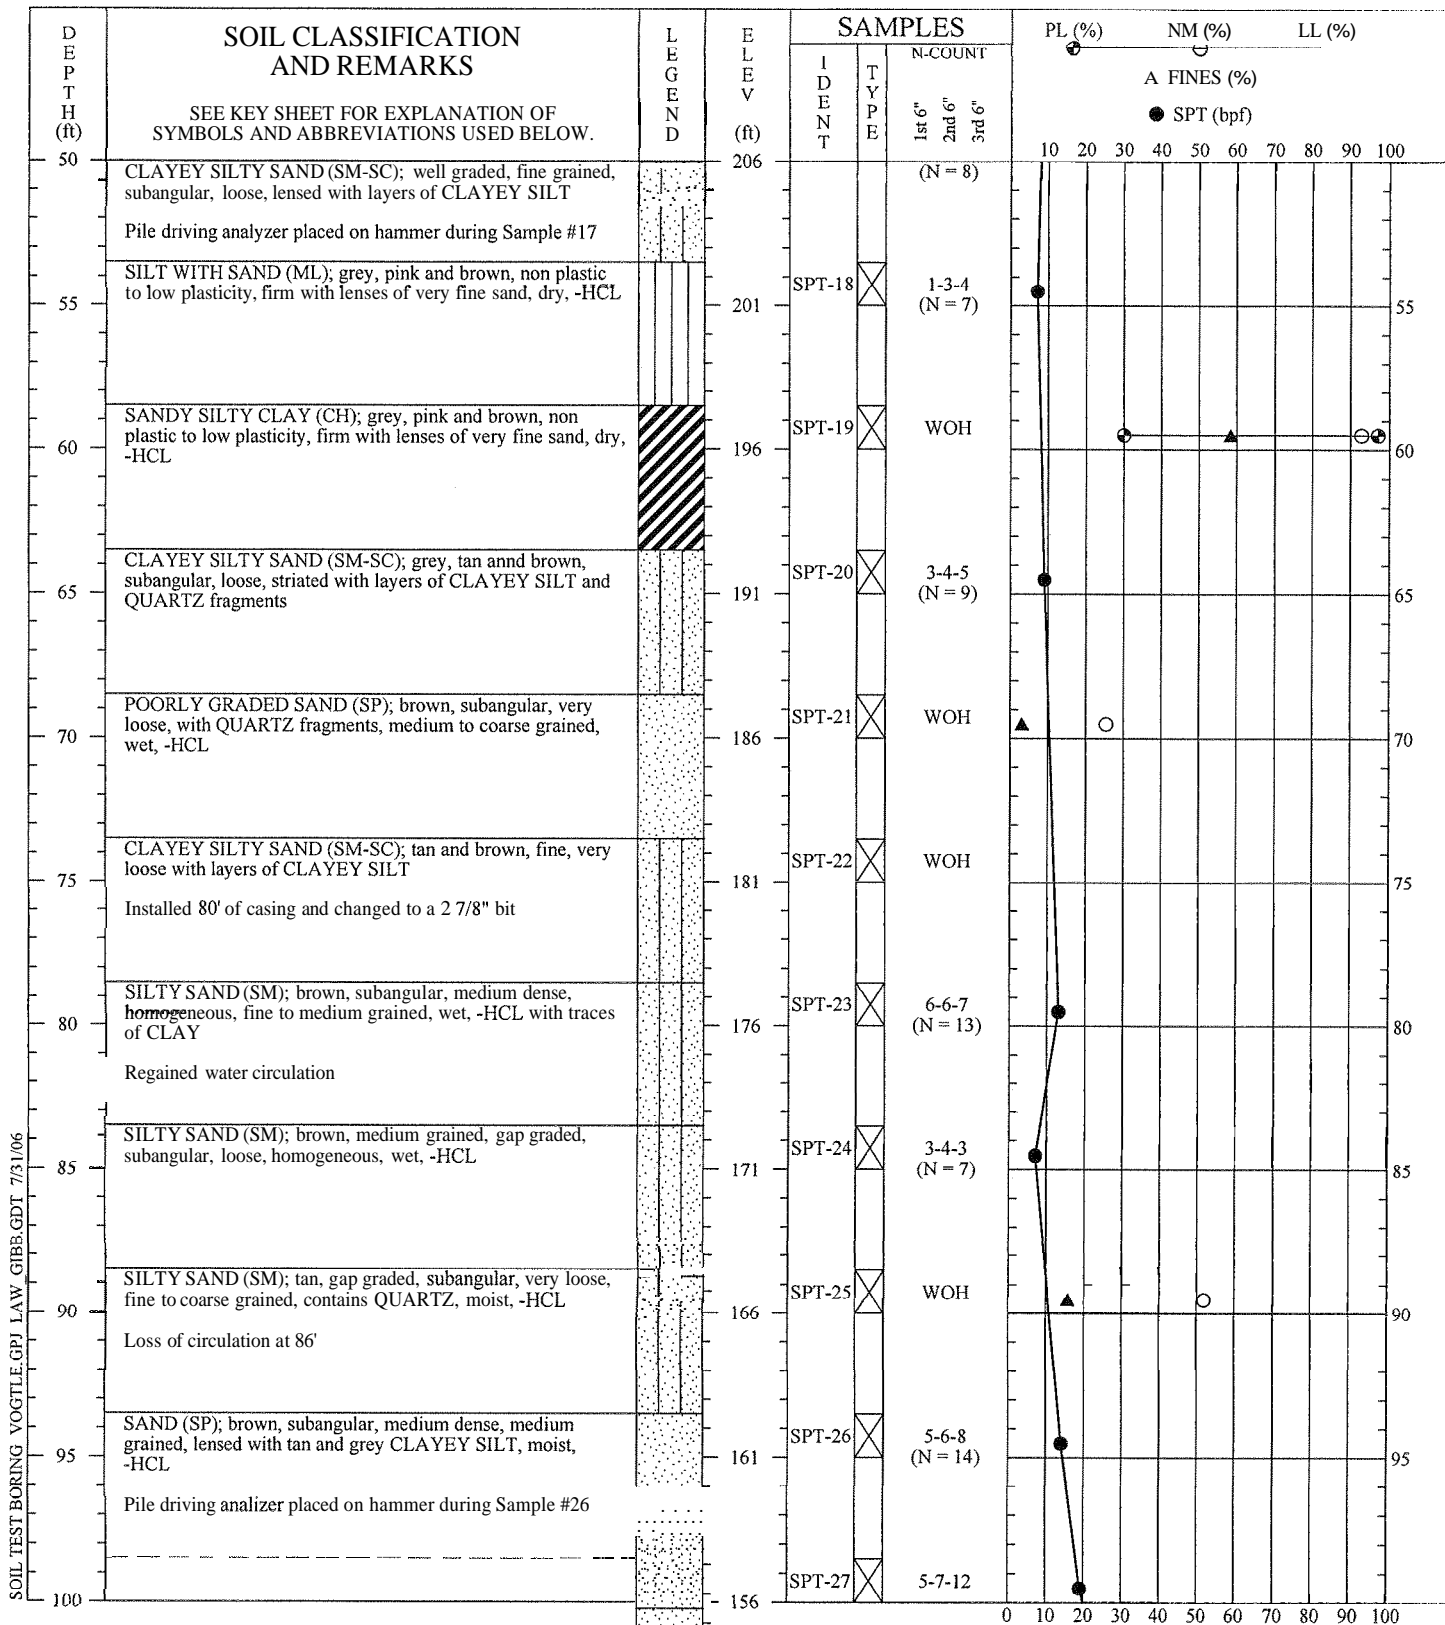 DEPTH (ft)
SOIL CLASSIFICATION
AND REMARKS
SEE KEY SHEET FOR EXPLANATION OF
SYMBOLS AND ABBREVIATIONS USED BELOW.
LEGEND
ELEV (ft)
SAMPLES
IDENT
TYPE
N-COUNT
1st 6"
2nd 6"
3rd 6"
PL (%) NM (%) LL (%)
A FINES (%)
● SPT (bpf)
10 20 30 40 50 60 70 80 90 100
50
CLAYEY SILTY SAND (SM-SC); well graded, fine grained,
subangular, loose, lensed with layers of CLAYEY SILT
Pile driving analyzer placed on hammer during Sample #17
206
(N = 8)
SILT WITH SAND (ML); grey, pink and brown, non plastic
to low plasticity, firm with lenses of very fine sand, dry, -HCL
55
201
SPT-18
1-3-4
(N = 7)
55
SANDY SILTY CLAY (CH); grey, pink and brown, non
plastic to low plasticity, firm with lenses of very fine sand, dry,
-HCL
60
196
SPT-19
WOH
60
CLAYEY SILTY SAND (SM-SC); grey, tan annd brown,
subangular, loose, striated with layers of CLAYEY SILT and
QUARTZ fragments
65
191
SPT-20
3-4-5
(N = 9)
65
POORLY GRADED SAND (SP); brown, subangular, very
loose, with QUARTZ fragments, medium to coarse grained,
wet, -HCL
70
186
SPT-21
WOH
70
CLAYEY SILTY SAND (SM-SC); tan and brown, fine, very
loose with layers of CLAYEY SILT
Installed 80' of casing and changed to a 2 7/8" bit
75
181
SPT-22
WOH
75
SILTY SAND (SM); brown, subangular, medium dense,
homogeneous, fine to medium grained, wet, -HCL with traces
of CLAY
Regained water circulation
80
176
SPT-23
6-6-7
(N = 13)
80
SILTY SAND (SM); brown, medium grained, gap graded,
subangular, loose, homogeneous, wet, -HCL
85
171
SPT-24
3-4-3
(N = 7)
85
SILTY SAND (SM); tan, gap graded, subangular, very loose,
fine to coarse grained, contains QUARTZ, moist, -HCL
Loss of circulation at 86'
90
166
SPT-25
WOH
90
SAND (SP); brown, subangular, medium dense, medium
grained, lensed with tan and grey CLAYEY SILT, moist,
-HCL
Pile driving analizer placed on hammer during Sample #26
95
161
SPT-26
5-6-8
(N = 14)
95
100
156
SPT-27
5-7-12
0 10 20 30 40 50 60 70 80 90 100
SOIL TEST BORING VOGTLE.GPJ LAW_GIBB.GDT 7/31/06